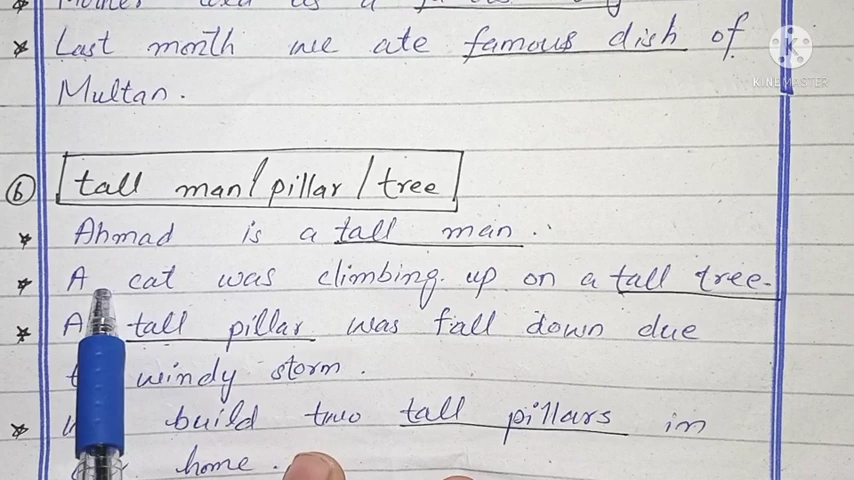 us a
* Last month we ate famous dish of
Multan.
6 tall man/pillar/tree
* Ahmad is a tall man.
* A cat was climbing up on a tall tree.
* A tall pillar was fall down due
windy storm.
* build two tall pillars in
home.
K
KINEMASTER